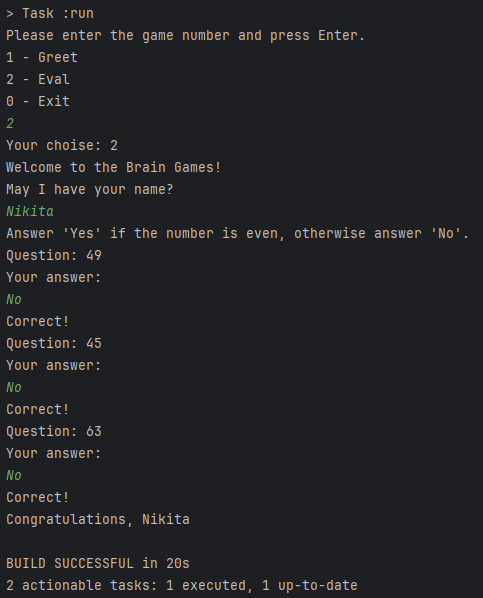 > Task :run
Please enter the game number and press Enter.
1 - Greet
2 - Eval
0 - Exit
2
Your choise: 2
Welcome to the Brain Games!
May I have your name?
Nikita
Answer 'Yes' if the number is even, otherwise answer 'No'.
Question: 49
Your answer:
No
Correct!
Question: 45
Your answer:
No
Correct!
Question: 63
Your answer:
No
Correct!
Congratulations, Nikita
BUILD SUCCESSFUL in 20s
2 actionable tasks: 1 executed, 1 up-to-date